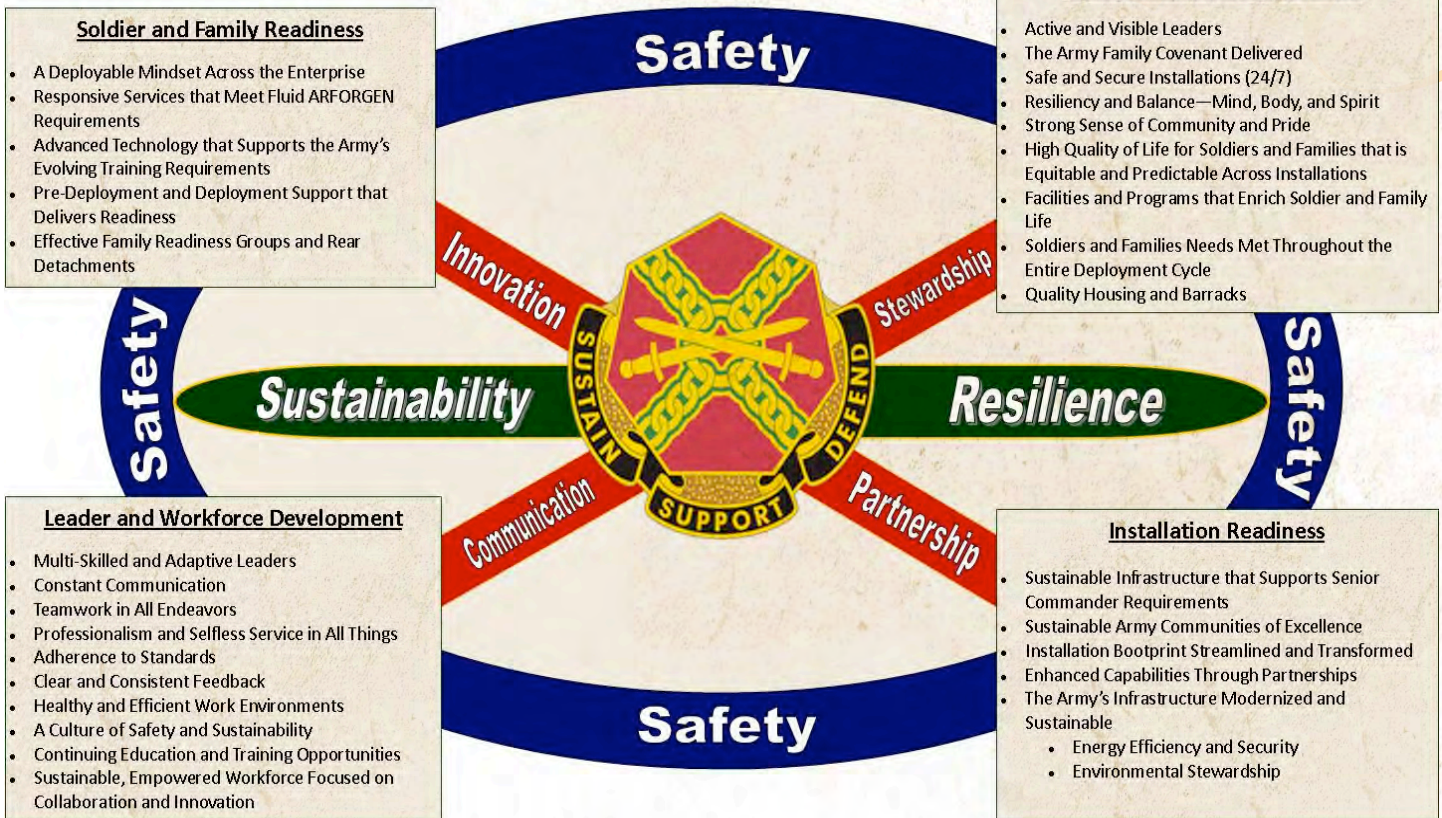 Soldier and Family Readiness
• A Deployable Mindset Across the Enterprise
• Responsive Services that Meet Fluid ARFORGEN
Requirements
• Advanced Technology that Supports the Army's
Evolving Training Requirements
• Pre-Deployment and Deployment Support that
Delivers Readiness
• Effective Family Readiness Groups and Rear
Detachments
Safety
• Active and Visible Leaders
• The Army Family Covenant Delivered
• Safe and Secure Installations (24/7)
• Resiliency and Balance—Mind, Body, and Spirit
• Strong Sense of Community and Pride
• High Quality of Life for Soldiers and Families that is
Equitable and Predictable Across Installations
• Facilities and Programs that Enrich Soldier and Family
Life
• Soldiers and Families Needs Met Throughout the
Entire Deployment Cycle
• Quality Housing and Barracks
Innovation
Stewardship
Safety
Sustainability
SUSTAIN
SUPPORT
DEFEND
Resilience
Safety
Communication
Partnership
Leader and Workforce Development
• Multi-Skilled and Adaptive Leaders
• Constant Communication
• Teamwork in All Endeavors
• Professionalism and Selfless Service in All Things
• Adherence to Standards
• Clear and Consistent Feedback
• Healthy and Efficient Work Environments
• A Culture of Safety and Sustainability
• Continuing Education and Training Opportunities
• Sustainable, Empowered Workforce Focused on
Collaboration and Innovation
Safety
Installation Readiness
• Sustainable Infrastructure that Supports Senior
Commander Requirements
• Sustainable Army Communities of Excellence
• Installation Bootprint Streamlined and Transformed
• Enhanced Capabilities Through Partnerships
• The Army's Infrastructure Modernized and
Sustainable
• Energy Efficiency and Security
• Environmental Stewardship